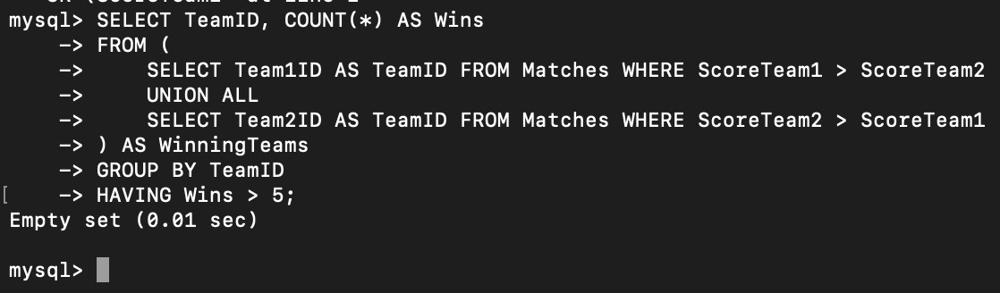 mysql> SELECT TeamID, COUNT(*) AS Wins
    -> FROM (
    ->     SELECT Team1ID AS TeamID FROM Matches WHERE ScoreTeam1 > ScoreTeam2
    ->     UNION ALL
    ->     SELECT Team2ID AS TeamID FROM Matches WHERE ScoreTeam2 > ScoreTeam1
    -> ) AS WinningTeams
    -> GROUP BY TeamID
[    -> HAVING Wins > 5;
Empty set (0.01 sec)
mysql>